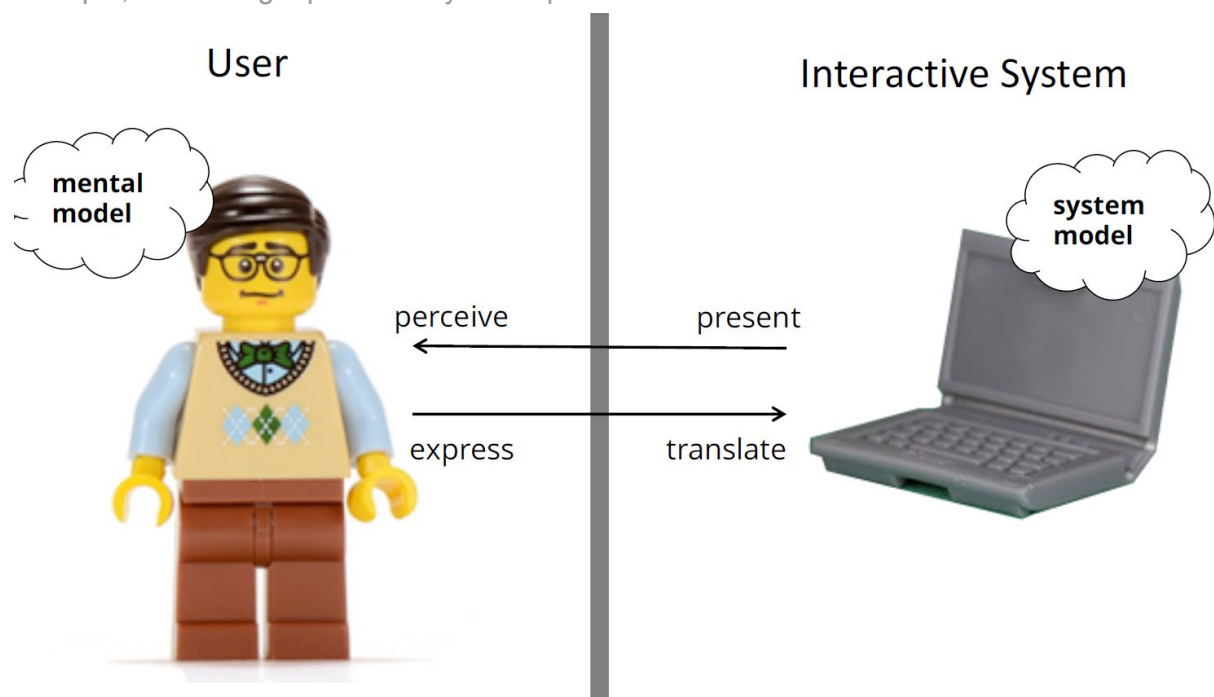 User
Interactive System
mental
model
system
model
perceive
present
express
translate